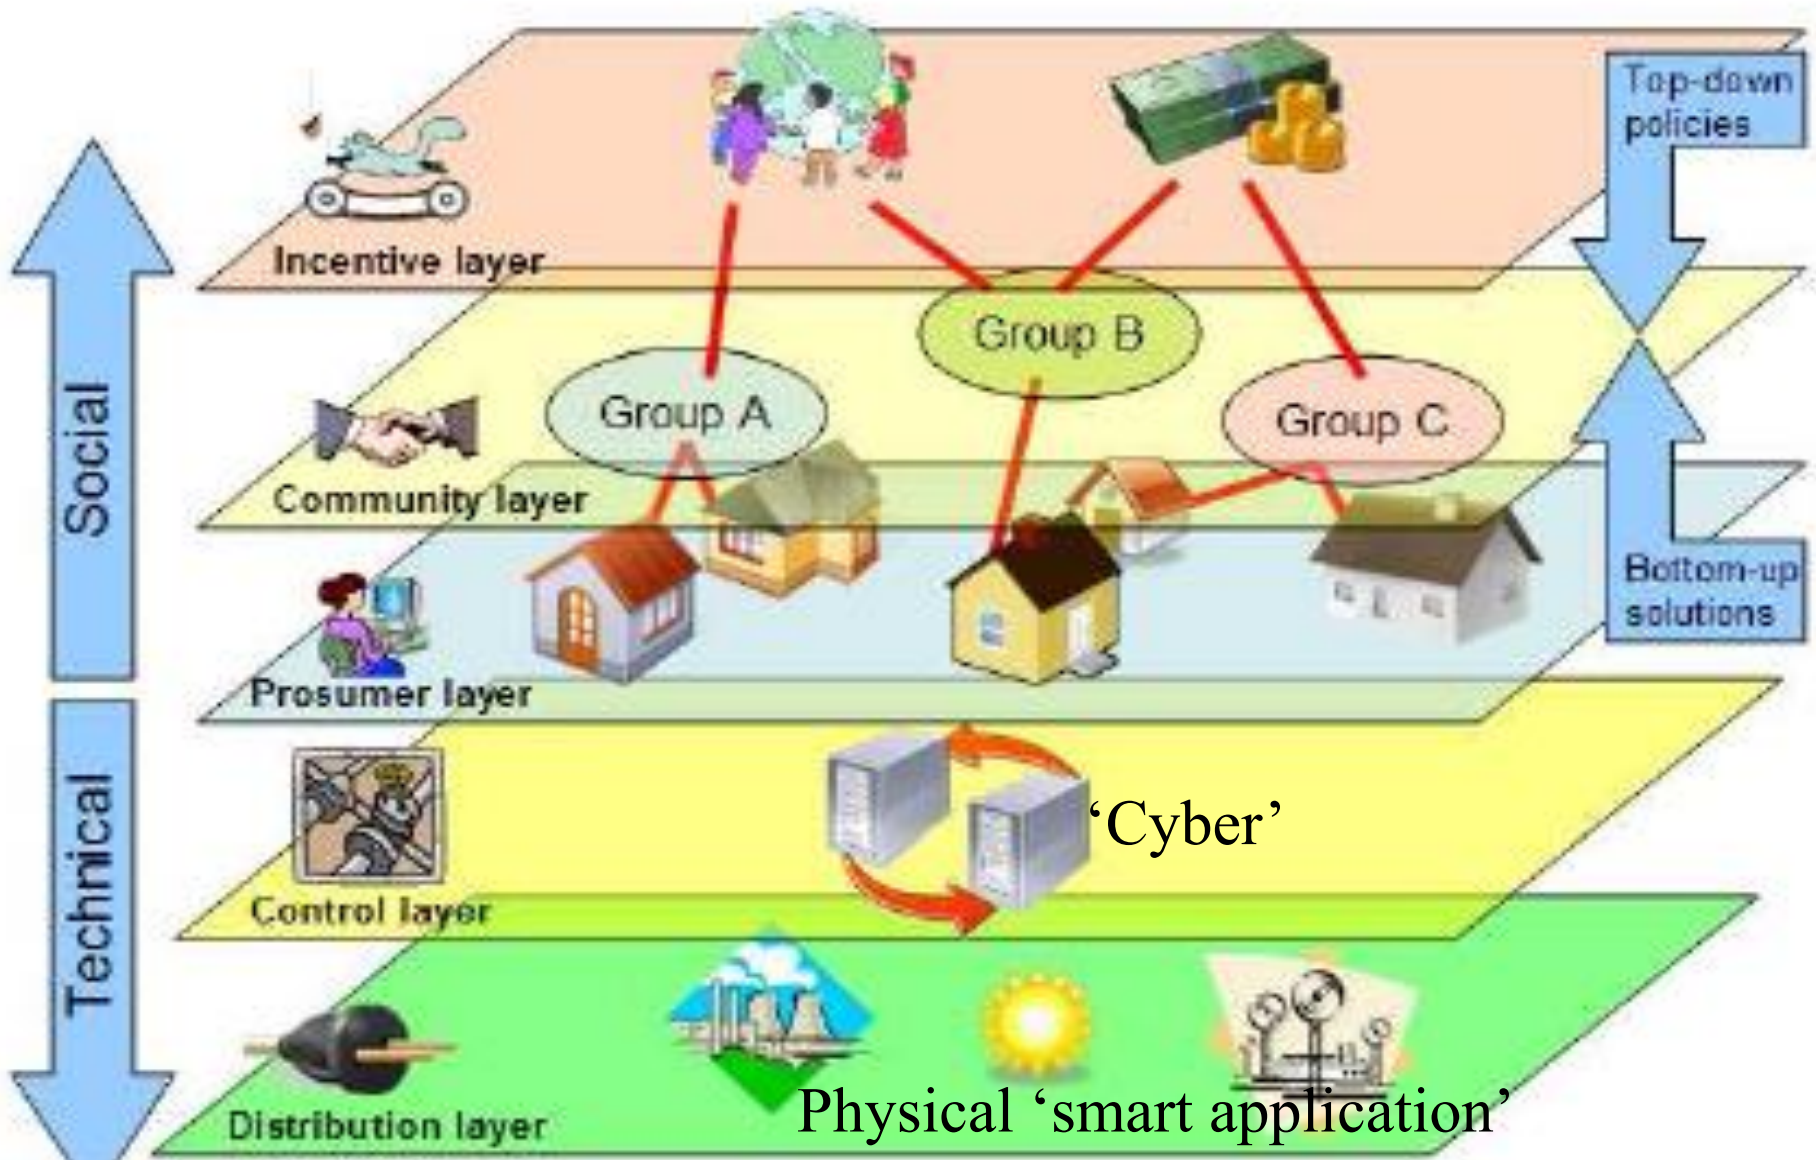 Top-down
policies
Incentive layer
Group B
Group A
Group C
Social
Community layer
Bottom-up
solutions
Prosumer layer
Technical
‘Cyber’
Control layer
Physical ‘smart application’
Distribution layer